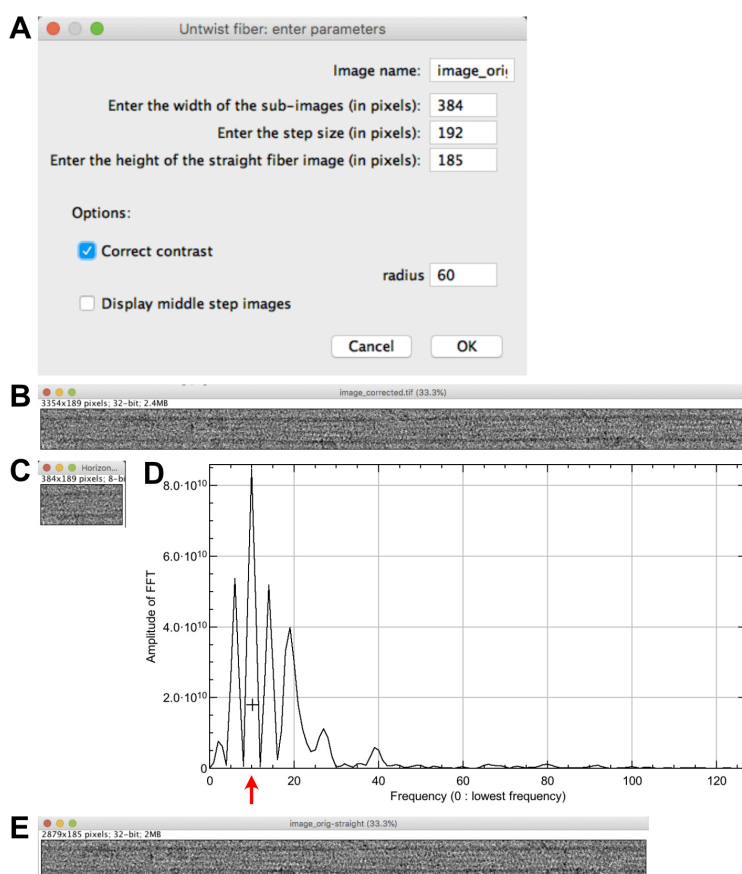 A
Untwist fiber: enter parameters
Image name: image_ori
Enter the width of the sub-images (in pixels): 384
Enter the step size (in pixels): 192
Enter the height of the straight fiber image (in pixels): 185
Options:
Correct contrast
radius 60
Display middle step images
Cancel OK
B
image_corrected.tif (33.3%)
3354x189 pixels; 32-bit; 2.4MB
C
Horizon...
384x189 pixels; 8-bi
D
8.0·10¹⁰
6.0·10¹⁰
4.0·10¹⁰
2.0·10¹⁰
0
Amplitude of FFT
0 20 40 60 80 100 120
Frequency (0 : lowest frequency)
E
image_orig-straight (33.3%)
2879x185 pixels; 32-bit; 2MB